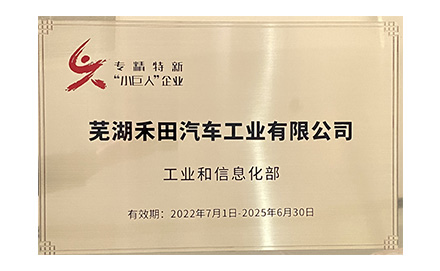 专精特新
“小巨人”企业
芜湖禾田汽车工业有限公司
工业和信息化部
有效期：2022年7月1日-2025年6月30日